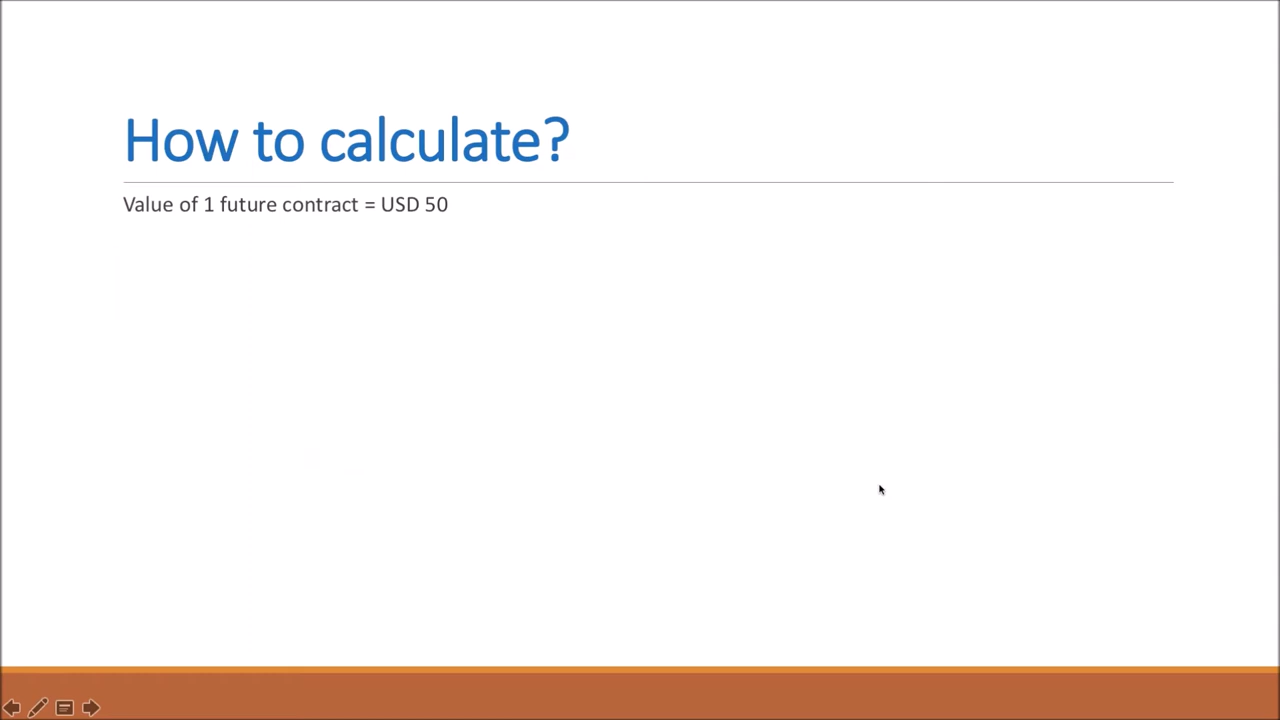 How to calculate?
Value of 1 future contract = USD 50